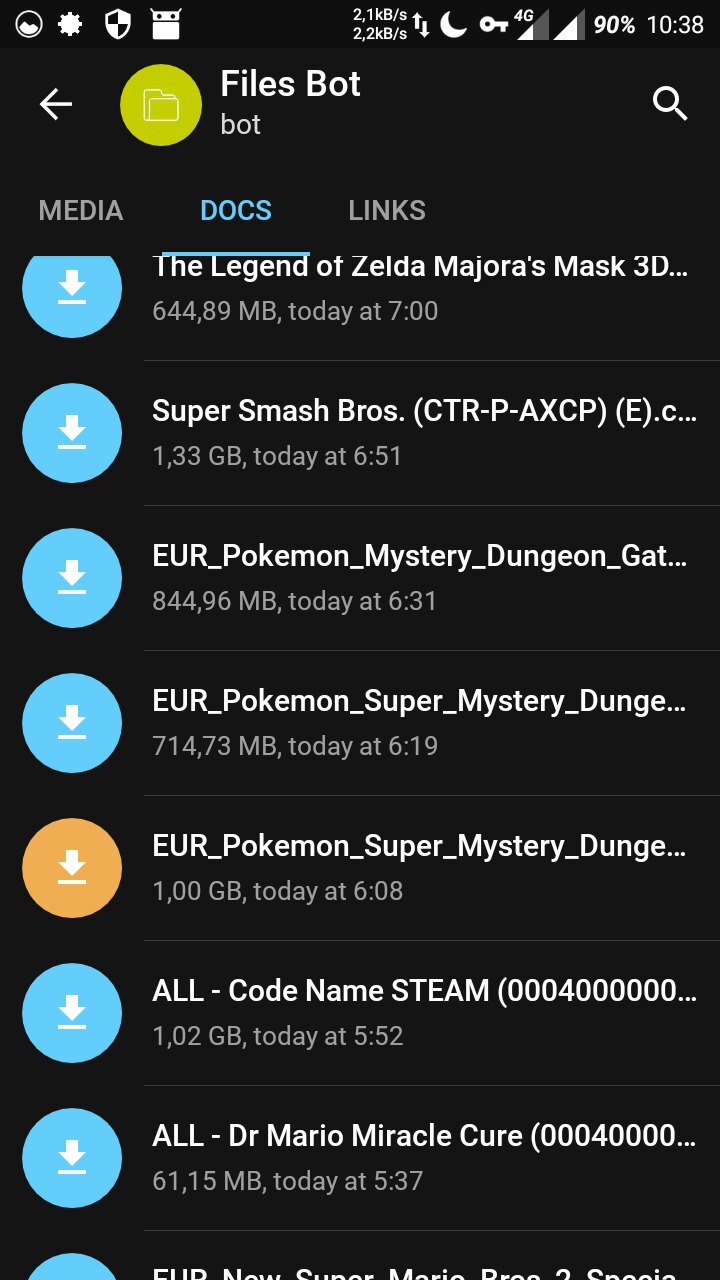 2,1kB/s
2,2kB/s
4G
90%
10:38
Files Bot
bot
MEDIA
DOCS
LINKS
The Legend of Zelda Majora's Mask 3D...
644,89 MB, today at 7:00
Super Smash Bros. (CTR-P-AXCP) (E).c...
1,33 GB, today at 6:51
EUR_Pokemon_Mystery_Dungeon_Gat...
844,96 MB, today at 6:31
EUR_Pokemon_Super_Mystery_Dunge...
714,73 MB, today at 6:19
EUR_Pokemon_Super_Mystery_Dunge...
1,00 GB, today at 6:08
ALL - Code Name STEAM (0004000000...
1,02 GB, today at 5:52
ALL - Dr Mario Miracle Cure (00040000...
61,15 MB, today at 5:37
EUR_New_Super_Mario_Bros_2_Specia...